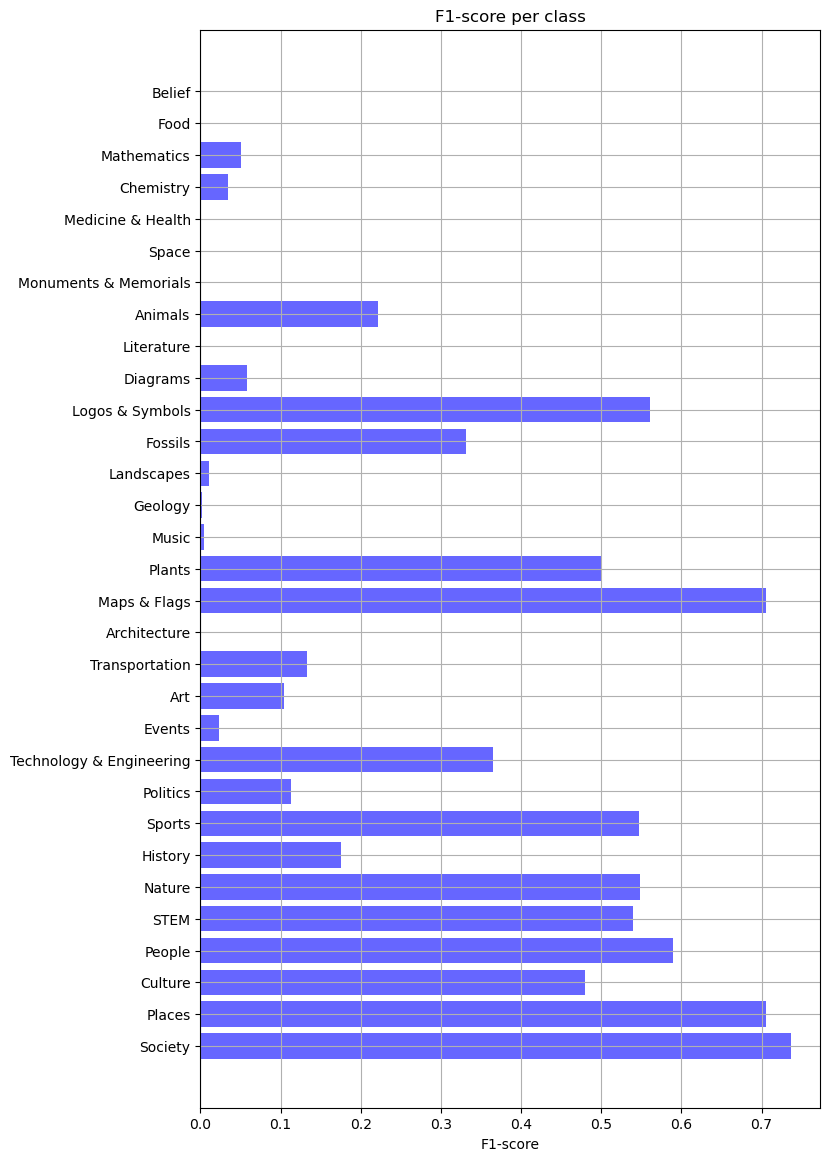 F1-score per class
Belief
Food
Mathematics
Chemistry
Medicine & Health
Space
Monuments & Memorials
Animals
Literature
Diagrams
Logos & Symbols
Fossils
Landscapes
Geology
Music
Plants
Maps & Flags
Architecture
Transportation
Art
Events
Technology & Engineering
Politics
Sports
History
Nature
STEM
People
Culture
Places
Society
0.0 0.1 0.2 0.3 0.4 0.5 0.6 0.7
F1-score